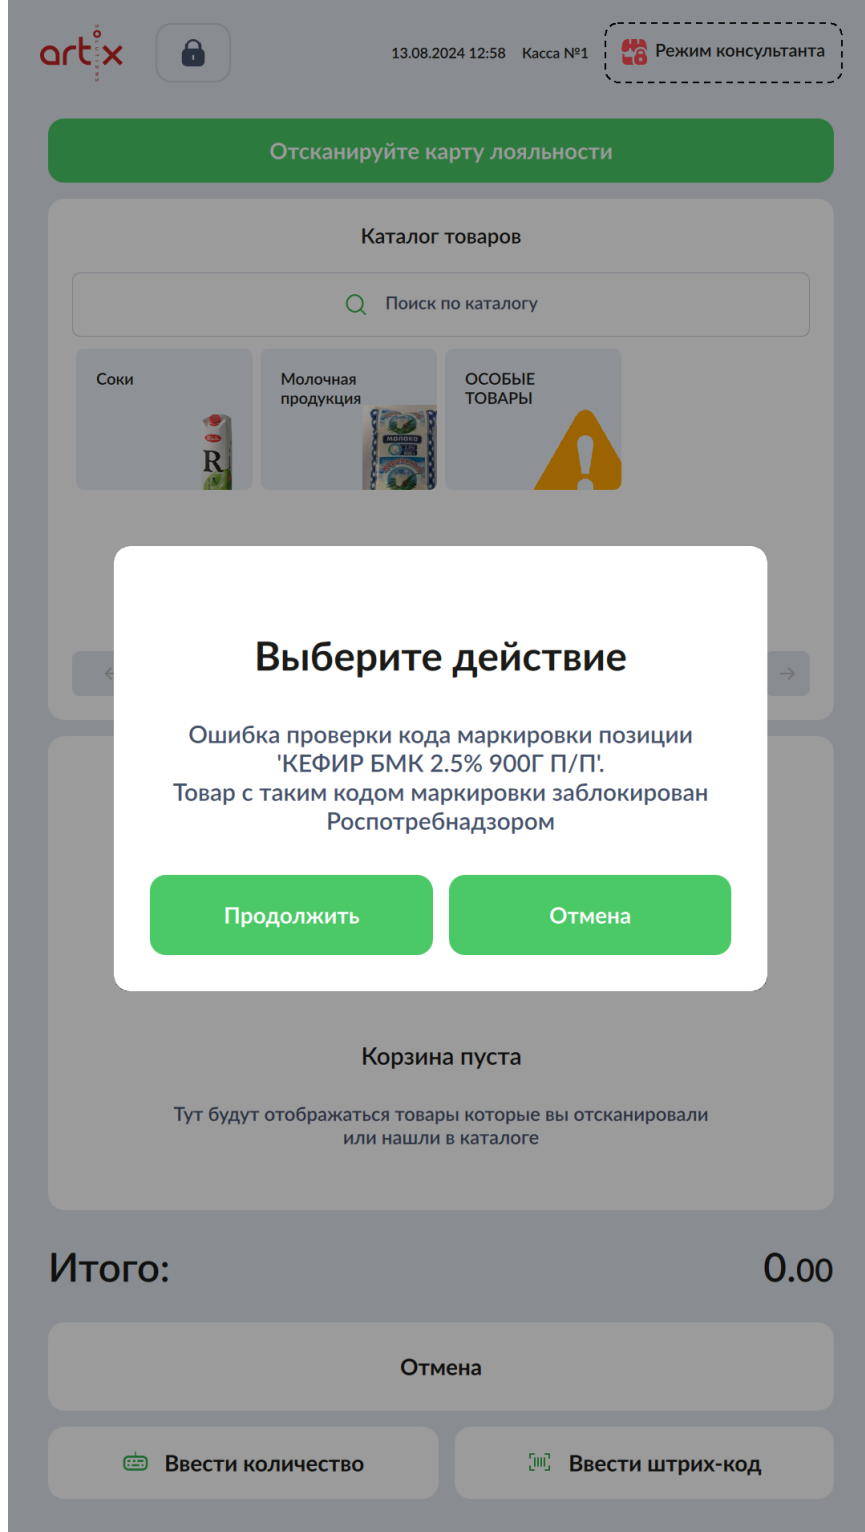 artix
SOLUTIONS
13.08.2024 12:58 Касса №1 Режим консультанта
Отсканируйте карту лояльности
Каталог товаров
Поиск по каталогу
Соки
Молочная
продукция
ОСОБЫЕ
ТОВАРЫ
R
МОЛОКО
Выберите действие
Ошибка проверки кода маркировки позиции
'КЕФИР БМК 2.5% 900Г П/П'.
Товар с таким кодом маркировки заблокирован
Роспотребнадзором
Продолжить Отмена
Корзина пуста
Тут будут отображаться товары которые вы отсканировали
или нашли в каталоге
Итого: 0.00
Отмена
Ввести количество Ввести штрих-код